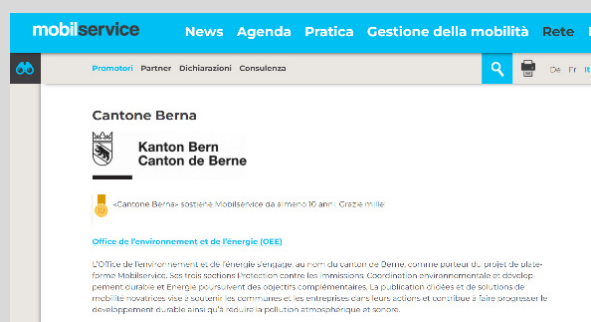 mobilservice News Agenda Pratica Gestione della mobilità Rete
Promotori Partner Dichiarazioni Consulenza De Fr It
Cantone Berna
Kanton Bern
Canton de Berne
«Cantone Berna» sostiene Mobilservice da almeno 10 anni. Grazie mille!
Office de l'environnement et de l'énergie (OEE)
L'Office de l'environnement et de l'énergie s'engage, au nom du canton de Berne, comme porteur du projet de plate-
forme Mobilservice. Ses trois sections Protection contre les immissions, Coordination environnementale et dévelop-
pement durable et Energie poursuivent des objectifs complémentaires. La publication d'idées et de solutions de
mobilité novatrices vise à soutenir les communes et les entreprises dans leurs actions et contribue à faire progresser le
développement durable ainsi qu'à réduire la pollution atmosphérique et sonore.